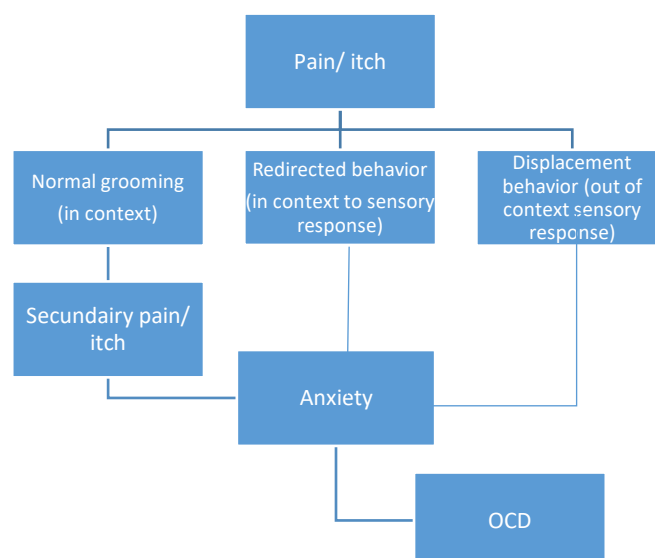 Pain/ itch
Normal grooming
(in context)
Redirected behavior
(in context to sensory
response)
Displacement
behavior (out of
context sensory
response)
Secundairy pain/
itch
Anxiety
OCD